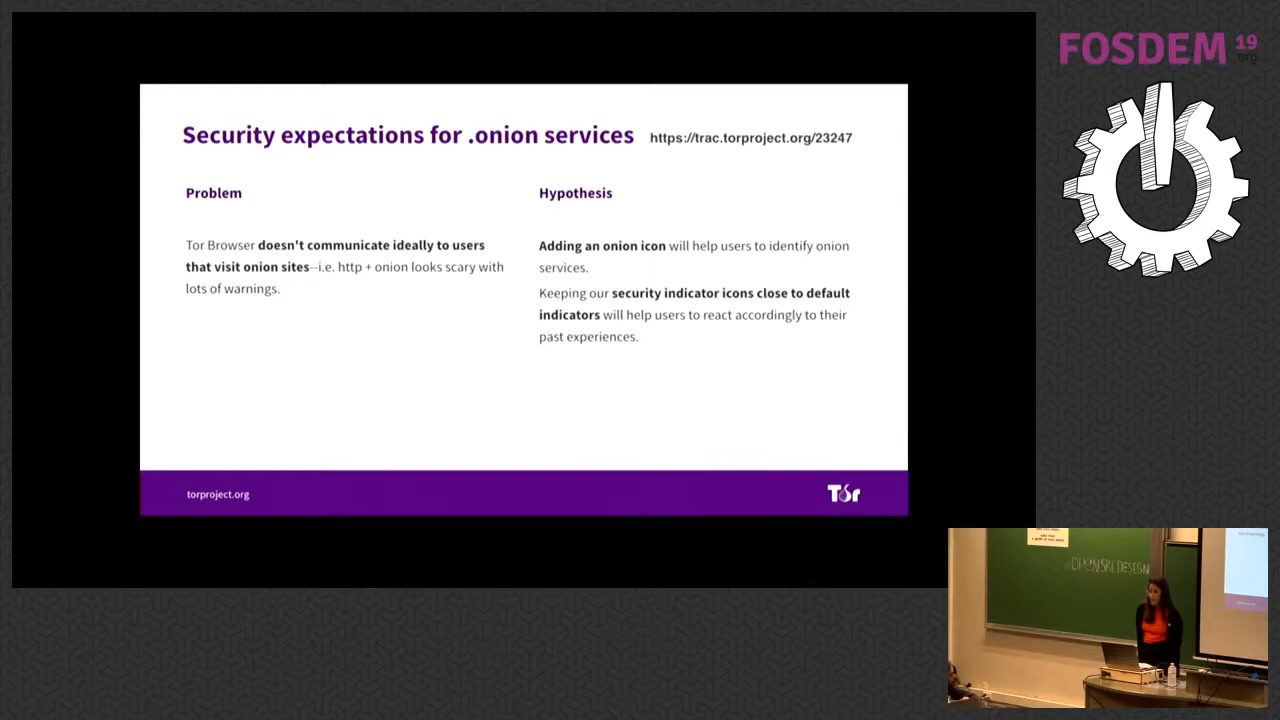 FOSDEM 19
.org
Security expectations for .onion services https://trac.torproject.org/23247
Problem
Tor Browser doesn't communicate ideally to users
that visit onion sites--i.e. http + onion looks scary with
lots of warnings.
Hypothesis
Adding an onion icon will help users to identify onion
services.
Keeping our security indicator icons close to default
indicators will help users to react accordingly to their
past experiences.
torproject.org
Tor
OPENSRCDESIGN